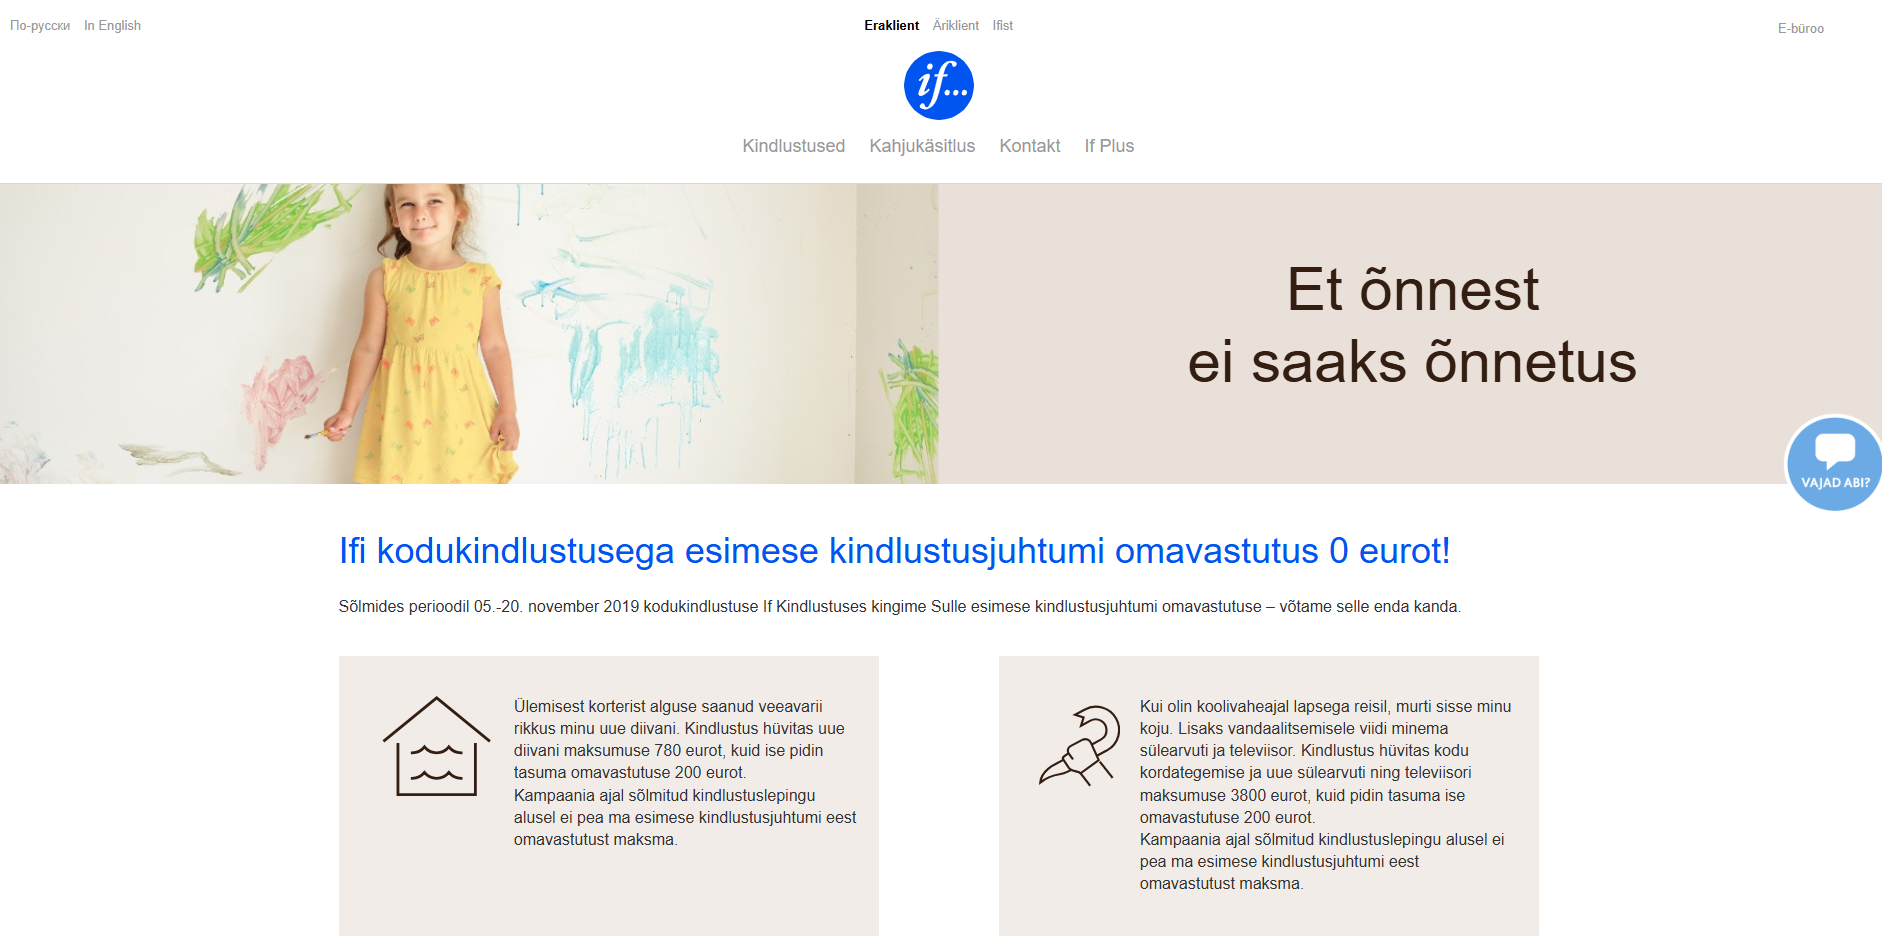 По-русски In English
Eraklient Äriklient Ifist
E-büroo
if...
Kindlustused Kahjukäsitlus Kontakt If Plus
Et õnnest
ei saaks õnnetus
VAJAD ABI?
Ifi kodukindlustusega esimese kindlustusjuhtumi omavastutus 0 eurot!
Sõlmides perioodil 05.-20. november 2019 kodukindlustuse If Kindlustuses kingime Sulle esimese kindlustusjuhtumi omavastutuse – võtame selle enda kanda.
Ülemisest korterist alguse saanud veeavarii
rikkus minu uue diivani. Kindlustus hüvitas uue
diivani maksumuse 780 eurot, kuid ise pidin
tasuma omavastutuse 200 eurot.
Kampaania ajal sõlmitud kindlustuslepingu
alusel ei pea ma esimese kindlustusjuhtumi eest
omavastutust maksma.
Kui olin koolivaheajal lapsega reisil, murti sisse minu
koju. Lisaks vandaalitsemisele viidi minema
sülearvuti ja televiisor. Kindlustus hüvitas kodu
kordategemise ja uue sülearvuti ning televiisori
maksumuse 3800 eurot, kuid pidin tasuma ise
omavastutuse 200 eurot.
Kampaania ajal sõlmitud kindlustuslepingu alusel ei
pea ma esimese kindlustusjuhtumi eest
omavastutust maksma.